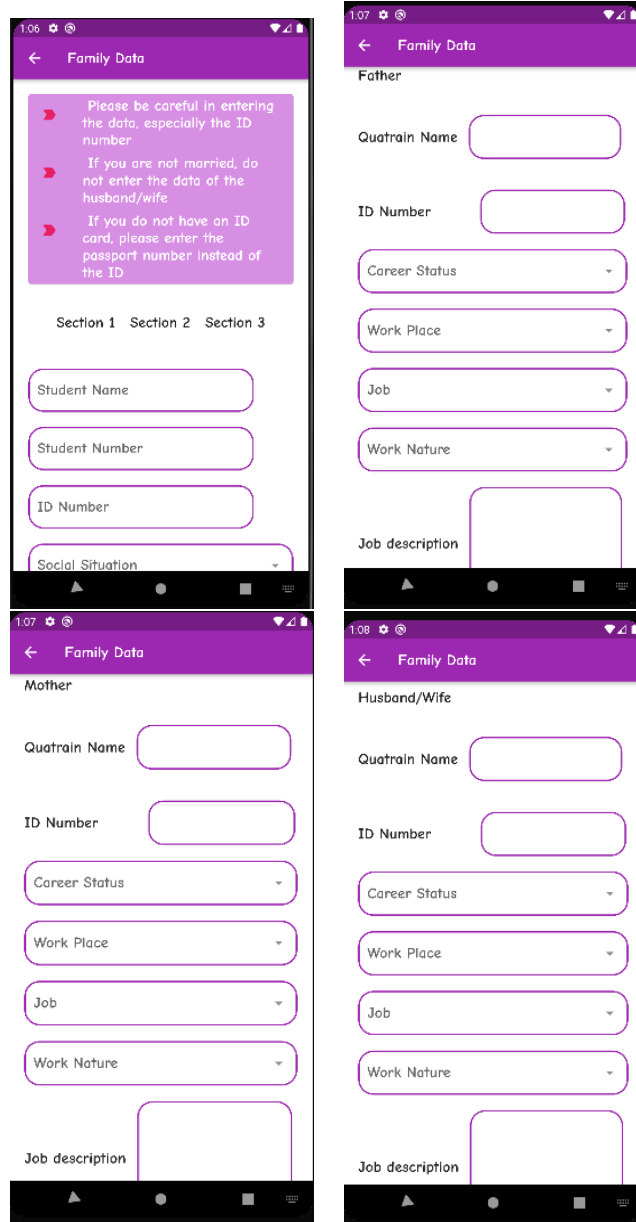 1:06
Family Data
Please be careful in entering
the data, especially the ID
number
If you are not married, do
not enter the data of the
husband/wife
If you do not have an ID
card, please enter the
passport number instead of
the ID
Section 1 Section 2 Section 3
Student Name
Student Number
ID Number
Social Situation
1:07
Family Data
Father
Quatrain Name
ID Number
Career Status
Work Place
Job
Work Nature
Job description
1:07
Family Data
Mother
Quatrain Name
ID Number
Career Status
Work Place
Job
Work Nature
Job description
1:08
Family Data
Husband/Wife
Quatrain Name
ID Number
Career Status
Work Place
Job
Work Nature
Job description